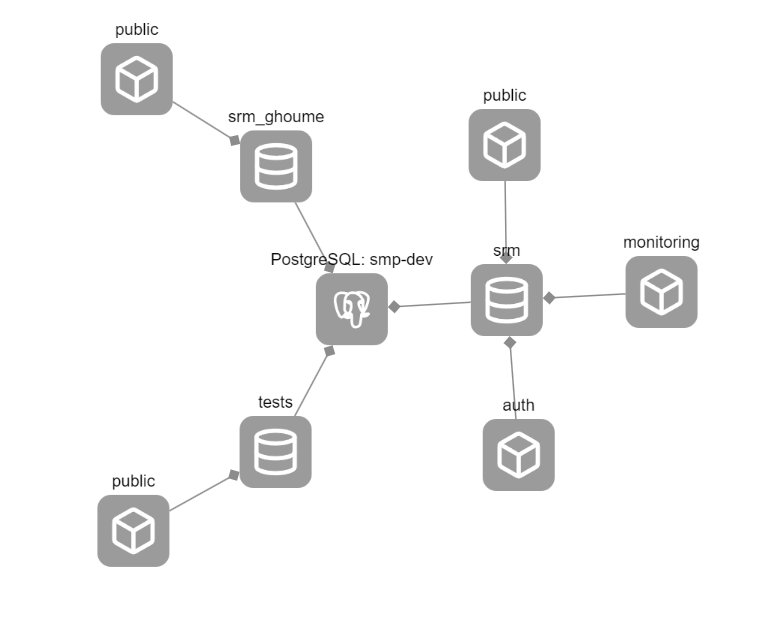 public
srm_ghoume
public
PostgreSQL: smp-dev
srm
monitoring
tests
auth
public